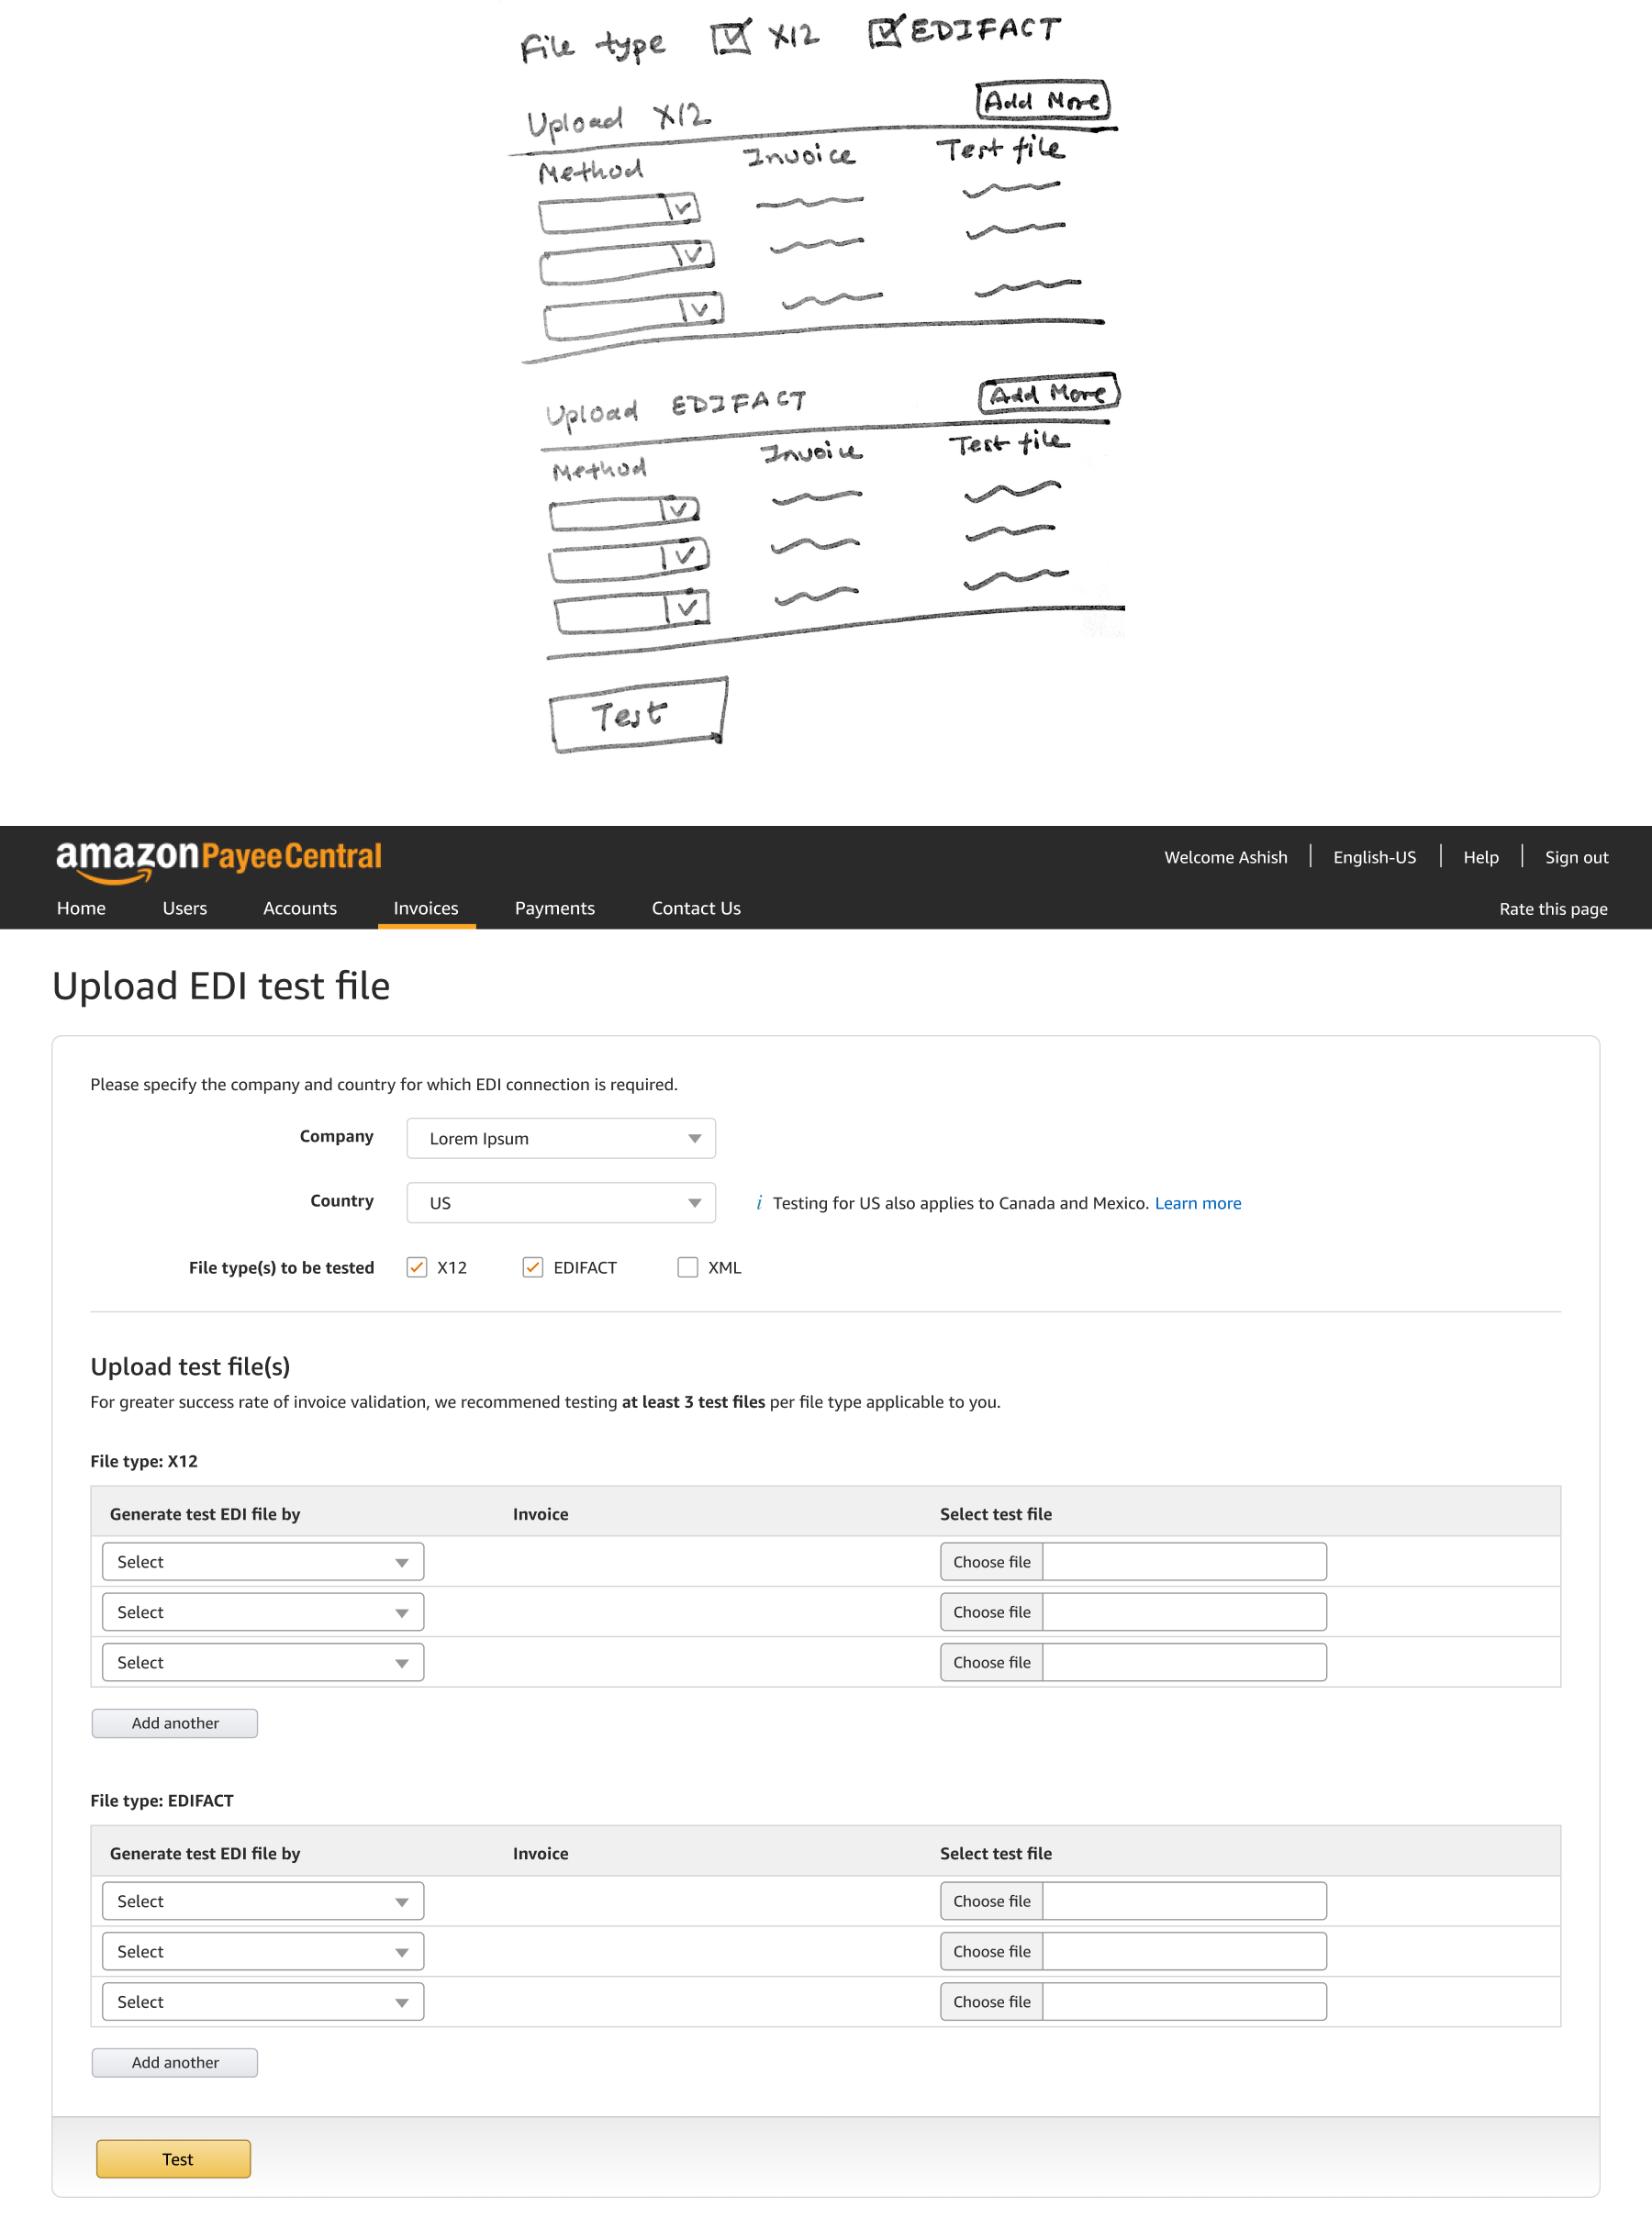 File type X12 EDIFACT
Upload X12 Add More
Method Invoice Test file
Upload EDIFACT Add More
Method Invoice Test file
Test
amazon PayeeCentral Welcome Ashish English-US Help Sign out
Home Users Accounts Invoices Payments Contact Us Rate this page
Upload EDI test file
Please specify the company and country for which EDI connection is required.
Company Lorem Ipsum
Country US i Testing for US also applies to Canada and Mexico. Learn more
File type(s) to be tested X12 EDIFACT XML
Upload test file(s)
For greater success rate of invoice validation, we recommened testing at least 3 test files per file type applicable to you.
File type: X12
Generate test EDI file by Invoice Select test file
Select Choose file
Select Choose file
Select Choose file
Add another
File type: EDIFACT
Generate test EDI file by Invoice Select test file
Select Choose file
Select Choose file
Select Choose file
Add another
Test